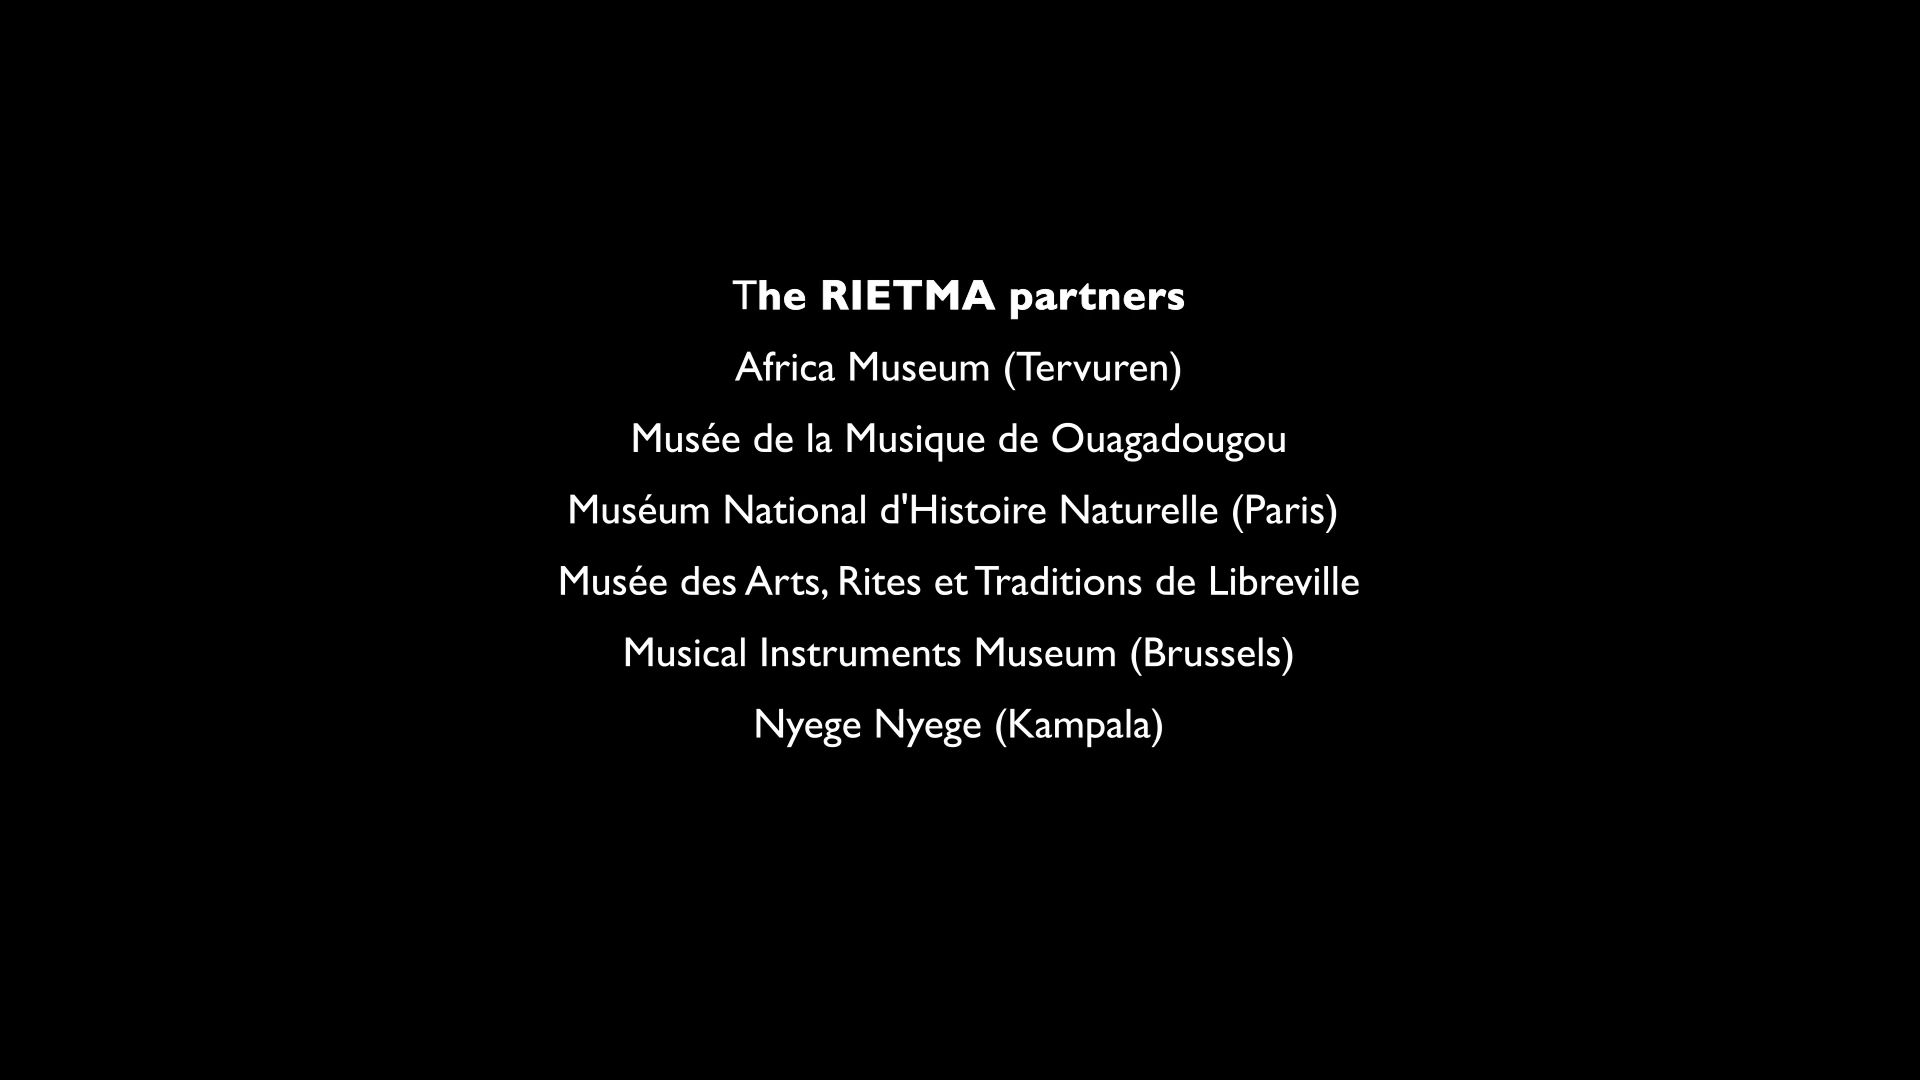 The RIETMA partners
Africa Museum (Tervuren)
Musée de la Musique de Ouagadougou
Muséum National d'Histoire Naturelle (Paris)
Musée des Arts, Rites et Traditions de Libreville
Musical Instruments Museum (Brussels)
Nyege Nyege (Kampala)